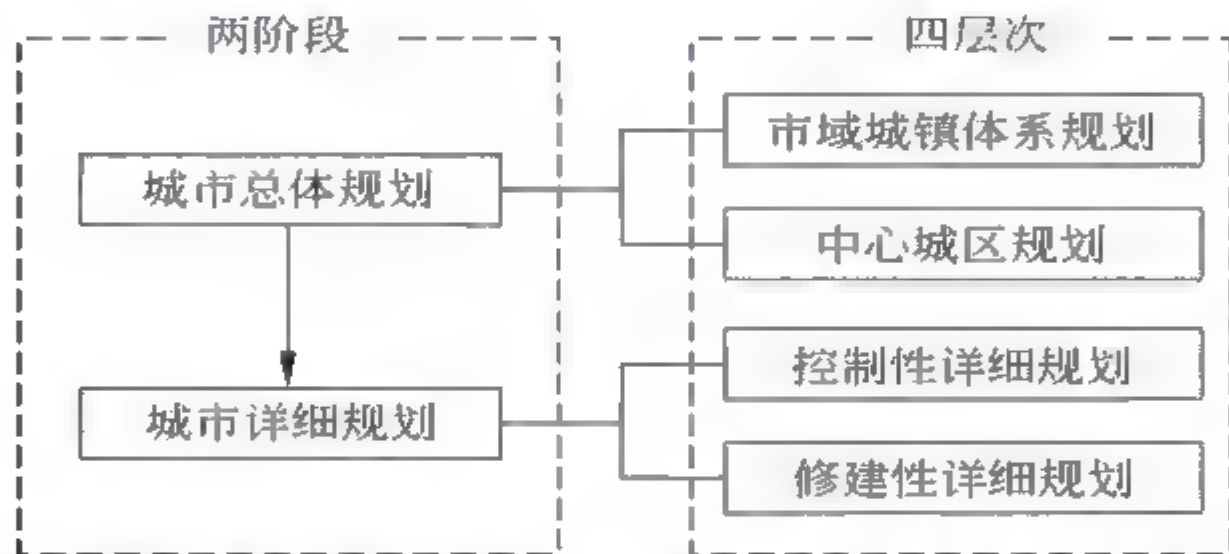 两阶段
四层次
城市总体规划
市域城镇体系规划
中心城区规划
城市详细规划
控制性详细规划
修建性详细规划